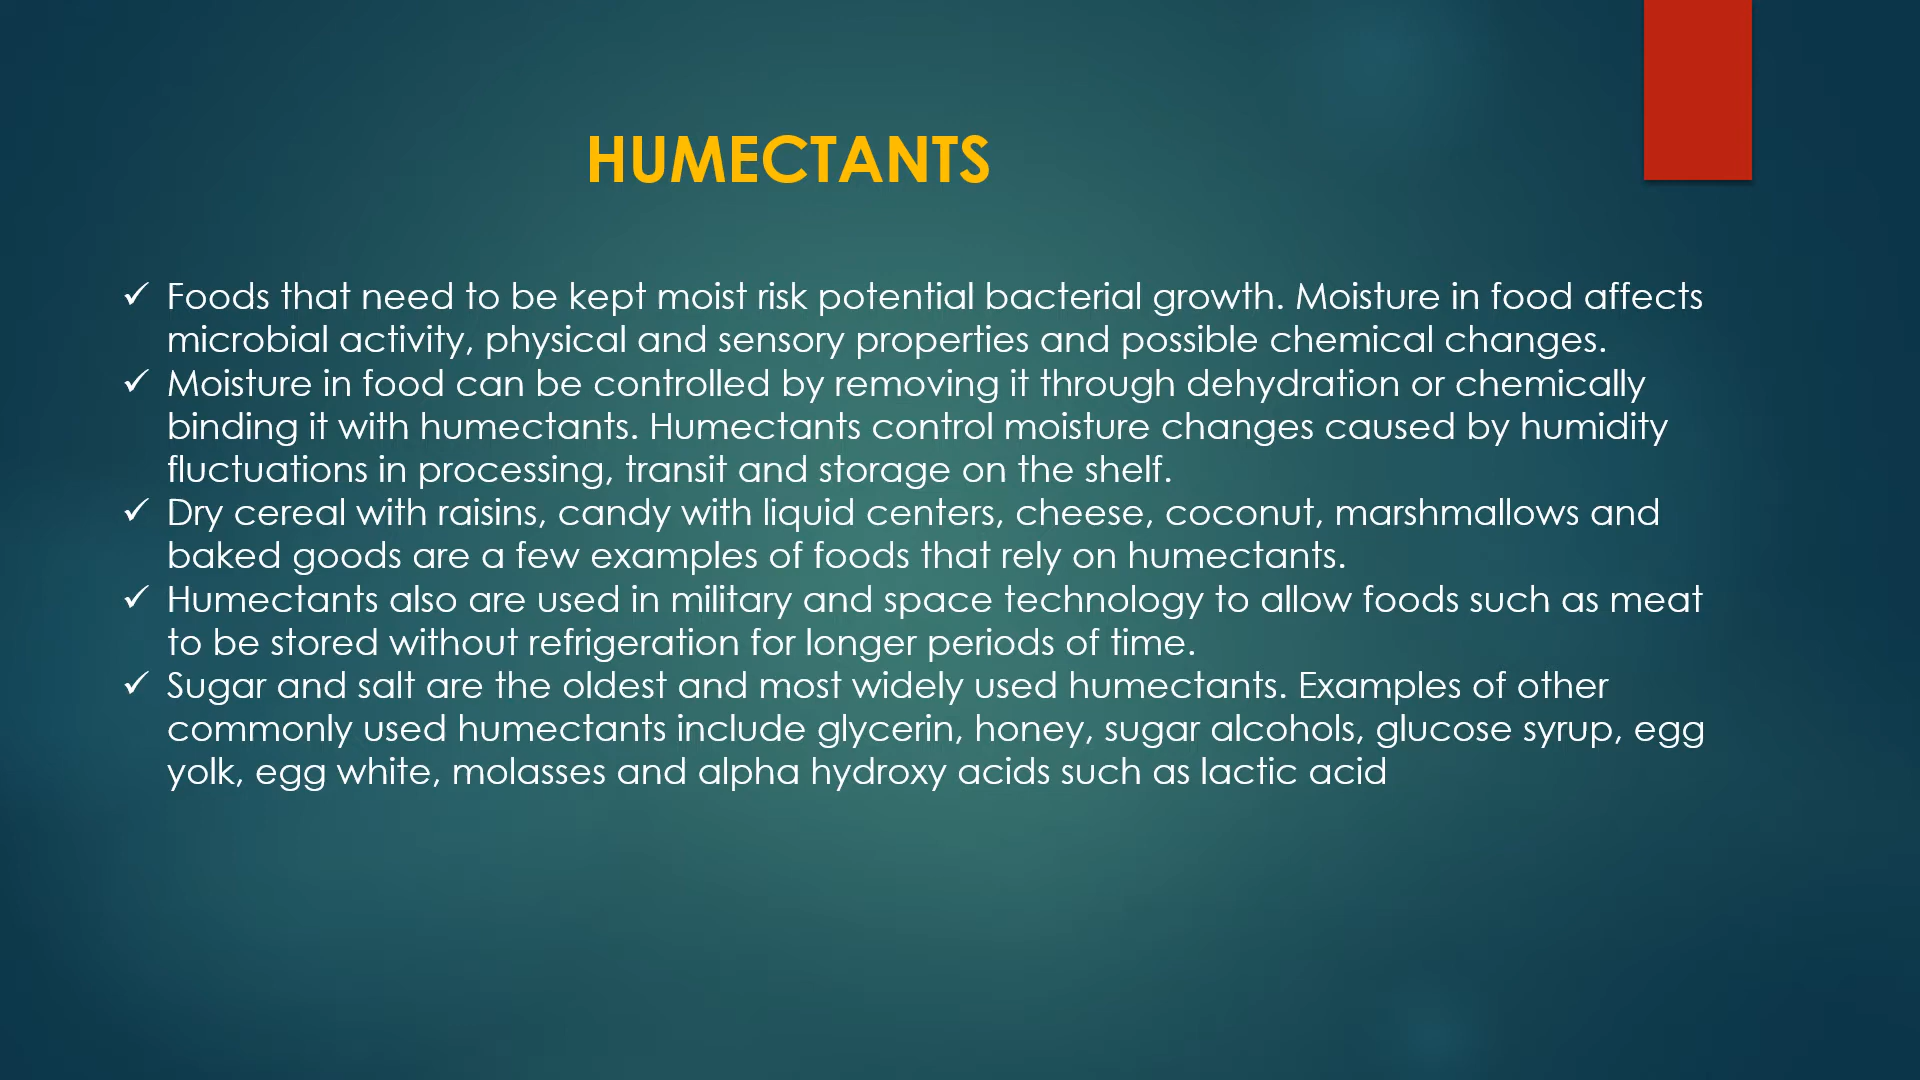 HUMECTANTS
✓ Foods that need to be kept moist risk potential bacterial growth. Moisture in food affects
microbial activity, physical and sensory properties and possible chemical changes.
✓ Moisture in food can be controlled by removing it through dehydration or chemically
binding it with humectants. Humectants control moisture changes caused by humidity
fluctuations in processing, transit and storage on the shelf.
✓ Dry cereal with raisins, candy with liquid centers, cheese, coconut, marshmallows and
baked goods are a few examples of foods that rely on humectants.
✓ Humectants also are used in military and space technology to allow foods such as meat
to be stored without refrigeration for longer periods of time.
✓ Sugar and salt are the oldest and most widely used humectants. Examples of other
commonly used humectants include glycerin, honey, sugar alcohols, glucose syrup, egg
yolk, egg white, molasses and alpha hydroxy acids such as lactic acid